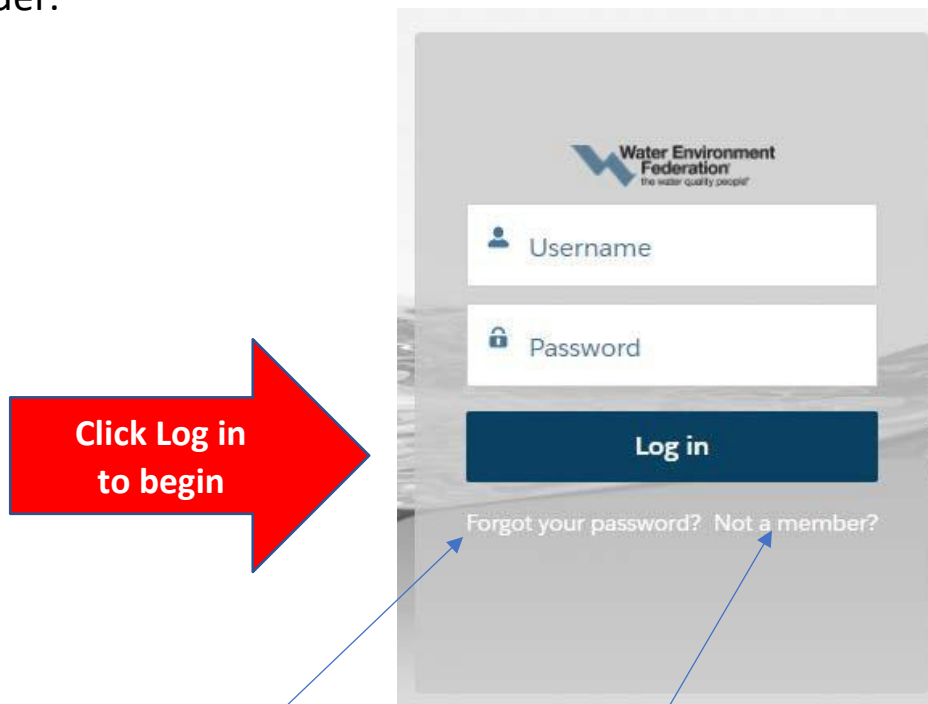 Water Environment
Federation
the water quality people®
Username
Password
Click Log in
to begin
Log in
Forgot your password? Not a member?